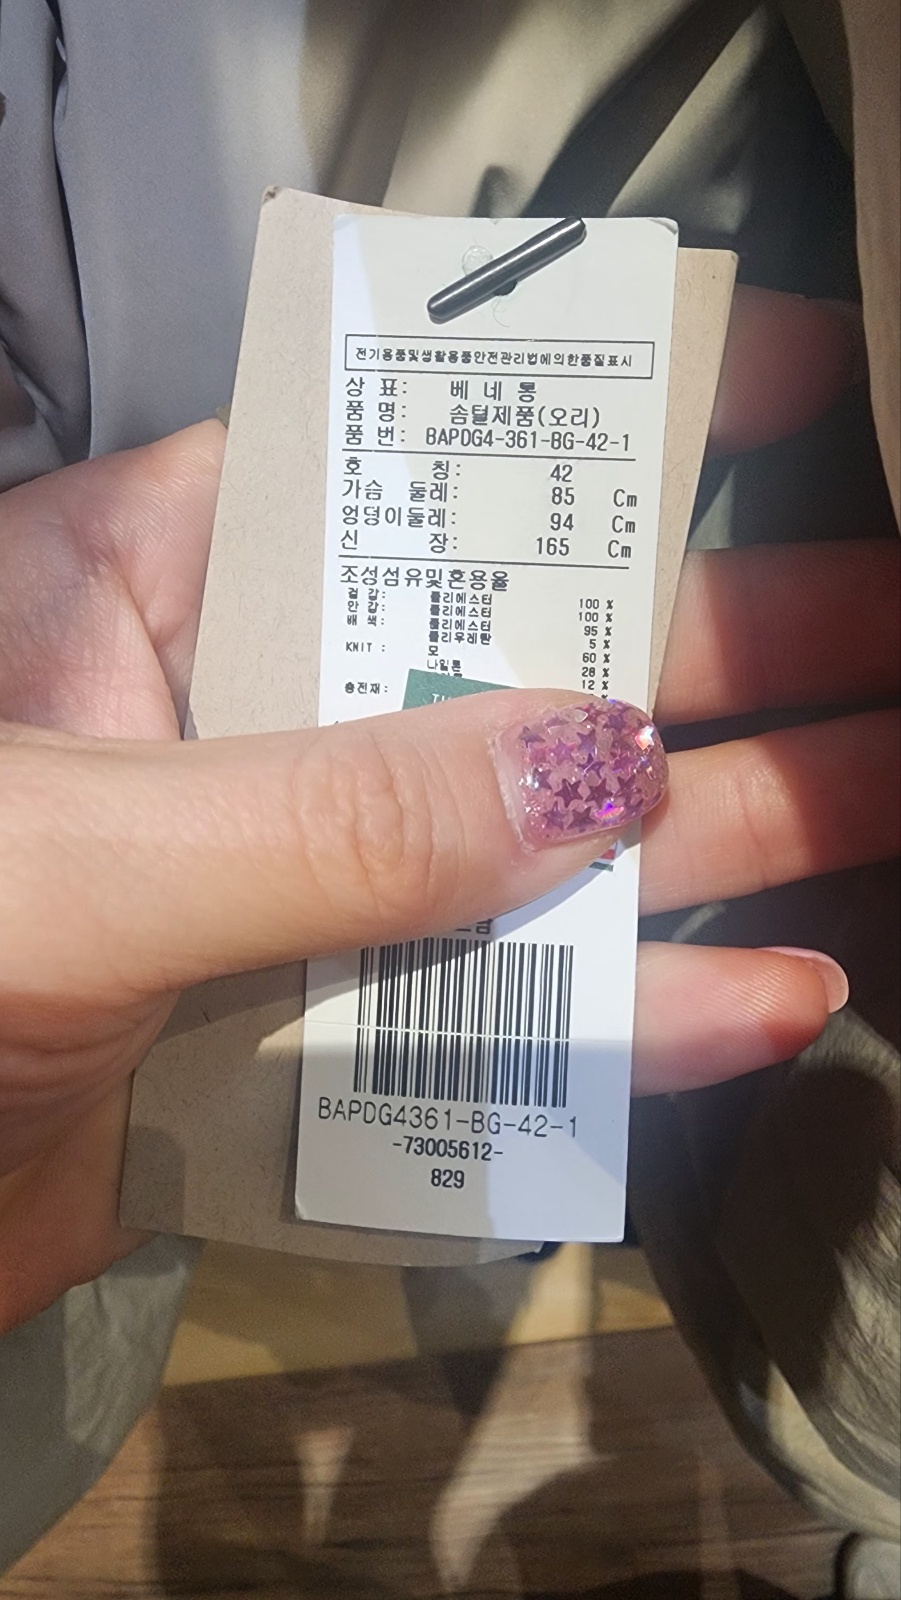 전기용품및생활용품안전관리법에의한품질표시
상 표: 베 네 통
품 명: 솜털제품(오리)
품 번: BAPDG4-361-BG-42-1
호 칭: 42
가슴 둘레: 85 Cm
엉덩이둘레: 94 Cm
신 장: 165 Cm
조성섬유및혼용율
겉 감: 폴리에스터 100 %
안 감: 폴리에스터 100 %
배 색: 폴리에스터 95 %
폴리우레탄 5 %
KNIT : 모 60 %
나일론 28 %
12 %
충전재:
BAPDG4361-BG-42-1
-73005612-
829